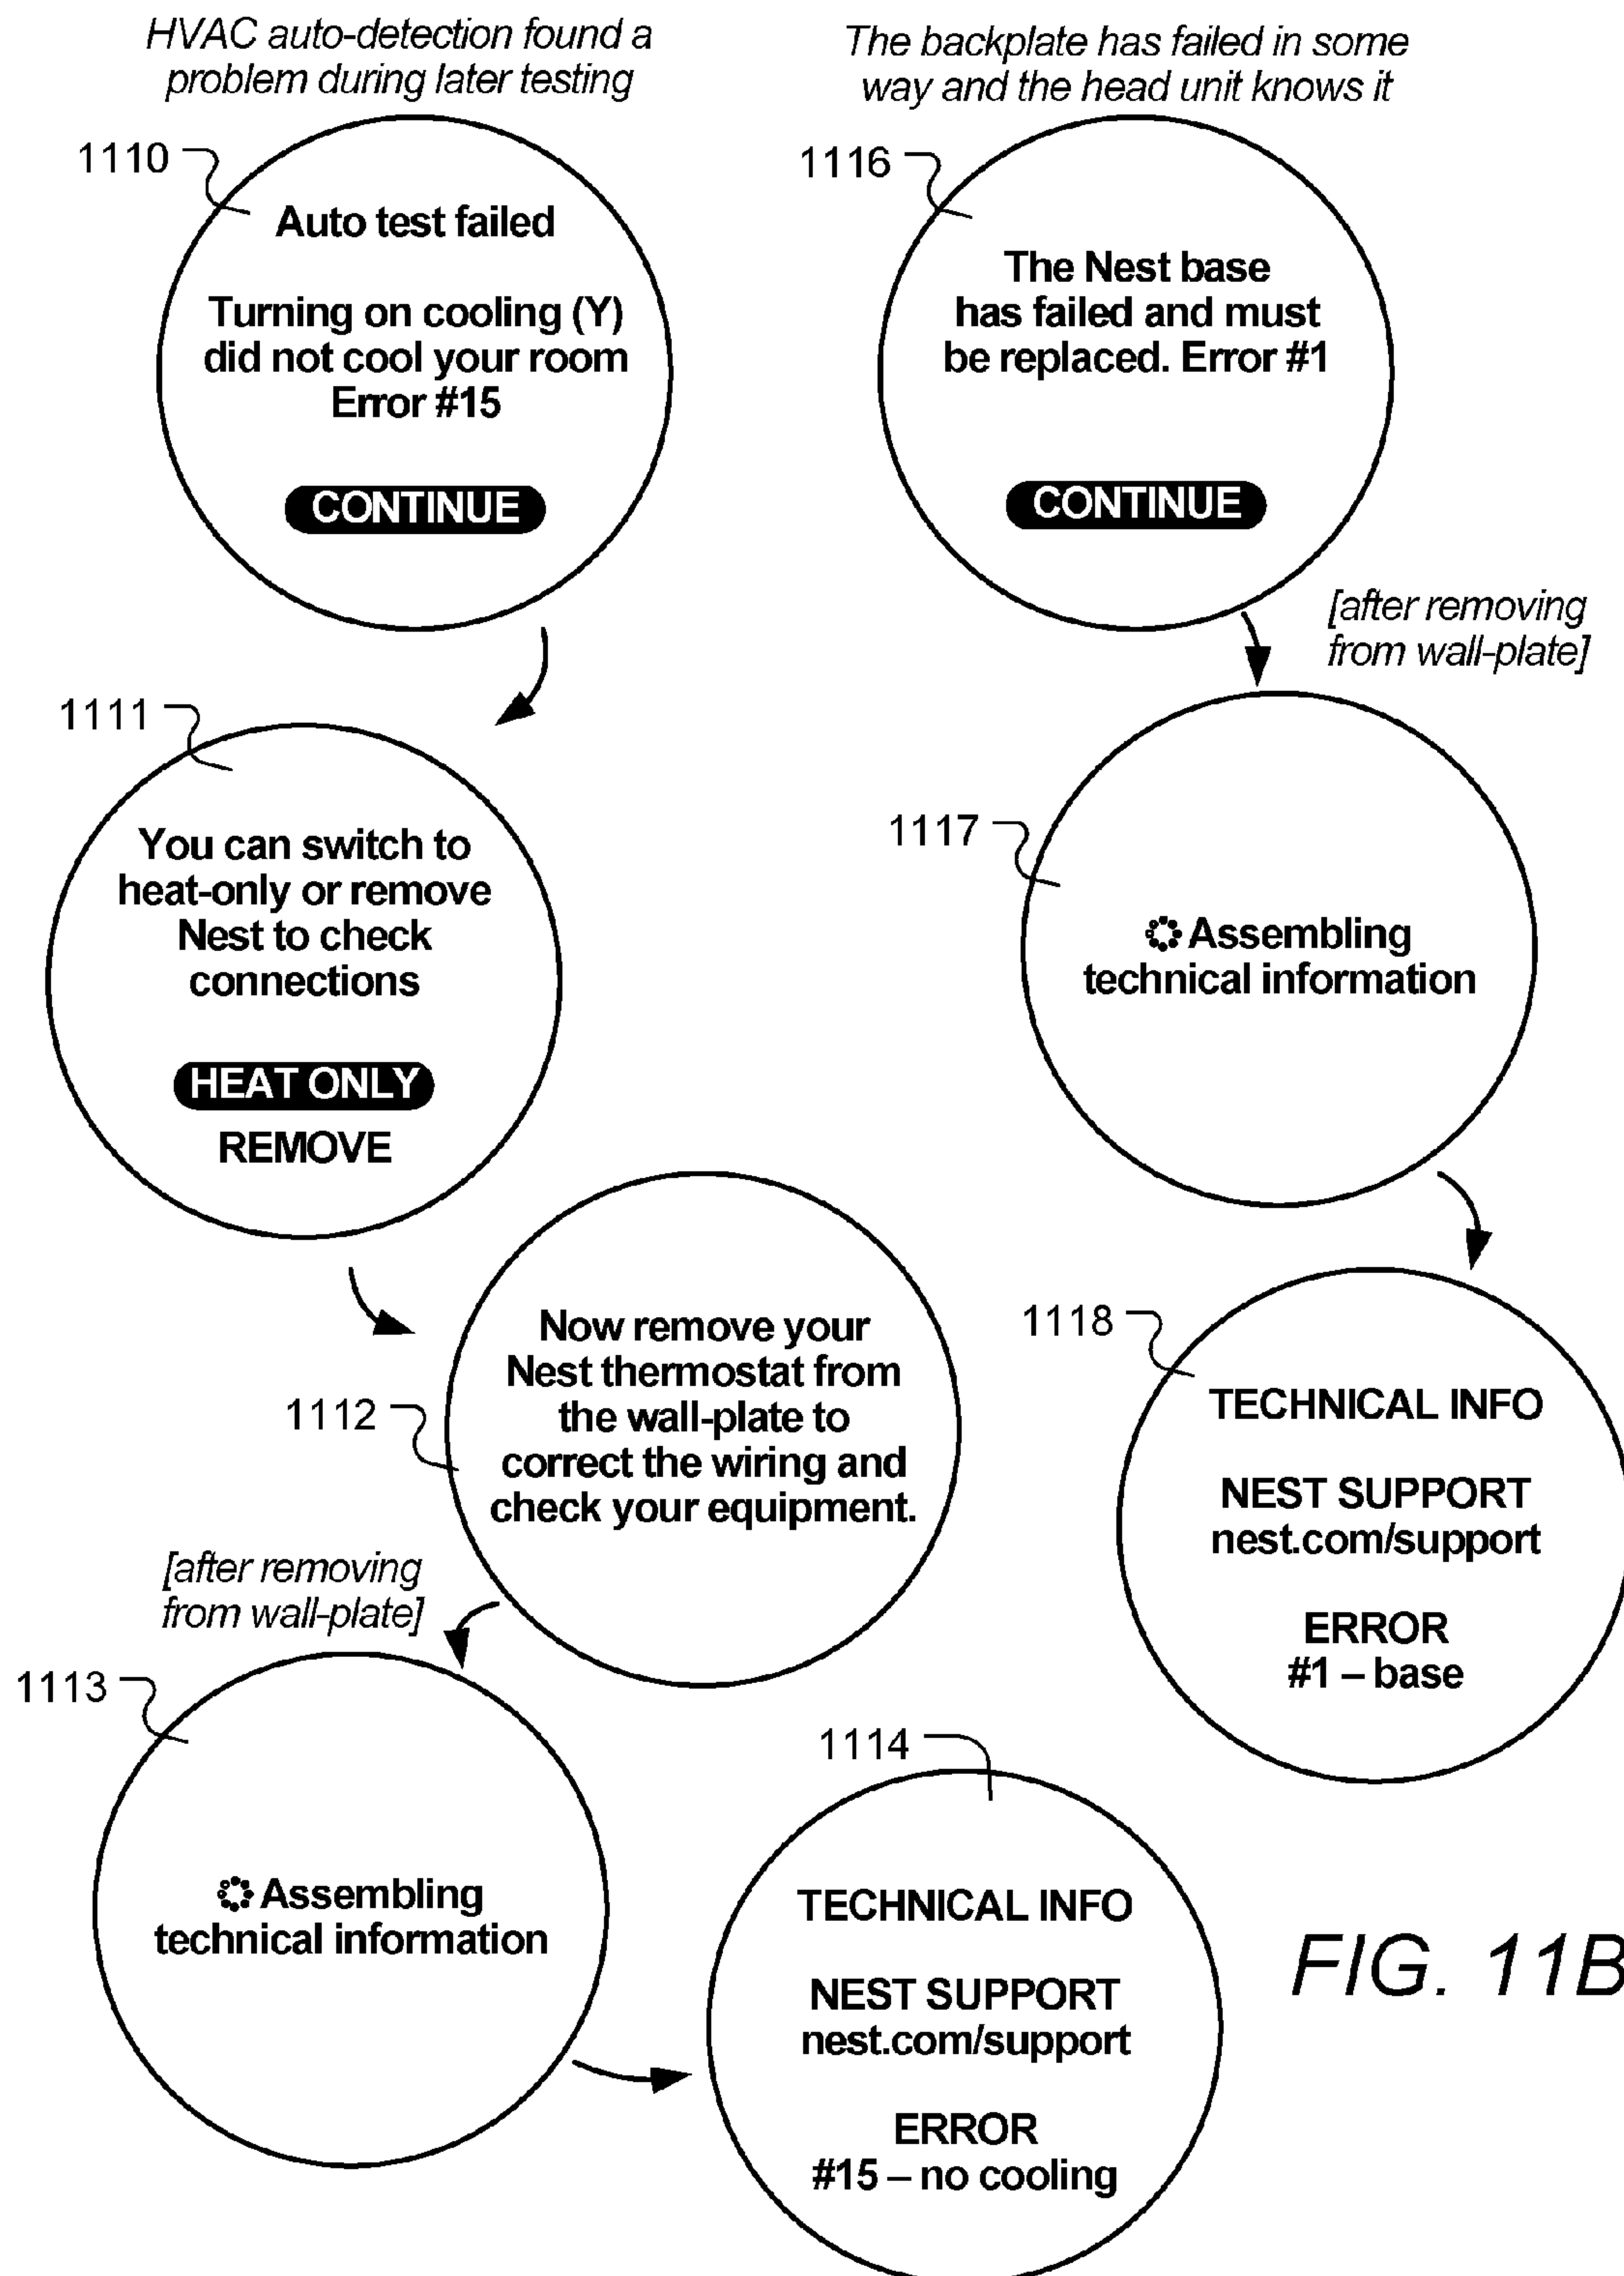 HVAC auto-detection found a
problem during later testing
1110
Auto test failed
Turning on cooling (Y)
did not cool your room
Error #15
CONTINUE
1111
You can switch to
heat-only or remove
Nest to check
connections
HEAT ONLY
REMOVE
1112
Now remove your
Nest thermostat from
the wall-plate to
correct the wiring and
check your equipment.
[after removing
from wall-plate]
1113
Assembling
technical information
1114
TECHNICAL INFO
NEST SUPPORT
nest.com/support
ERROR
#15 – no cooling
The backplate has failed in some
way and the head unit knows it
1116
The Nest base
has failed and must
be replaced. Error #1
CONTINUE
[after removing
from wall-plate]
1117
Assembling
technical information
1118
TECHNICAL INFO
NEST SUPPORT
nest.com/support
ERROR
#1 – base
FIG. 11B